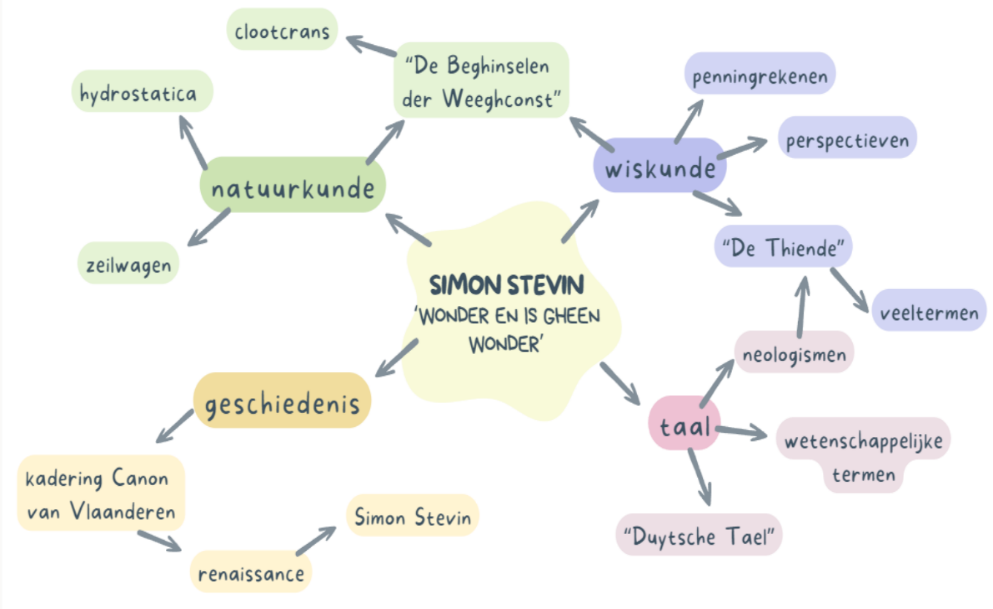 clootcrans
"De Beghinselen
der Weeghconst"
hydrostatica
natuurkunde
zeilwagen
penningrekenen
perspectieven
wiskunde
"De Thiende"
veeltermen
SIMON STEVIN
'WONDER EN IS GHEEN
WONDER'
neologismen
taal
wetenschappelijke
termen
"Duytsche Tael"
geschiedenis
kadering Canon
van Vlaanderen
renaissance
Simon Stevin